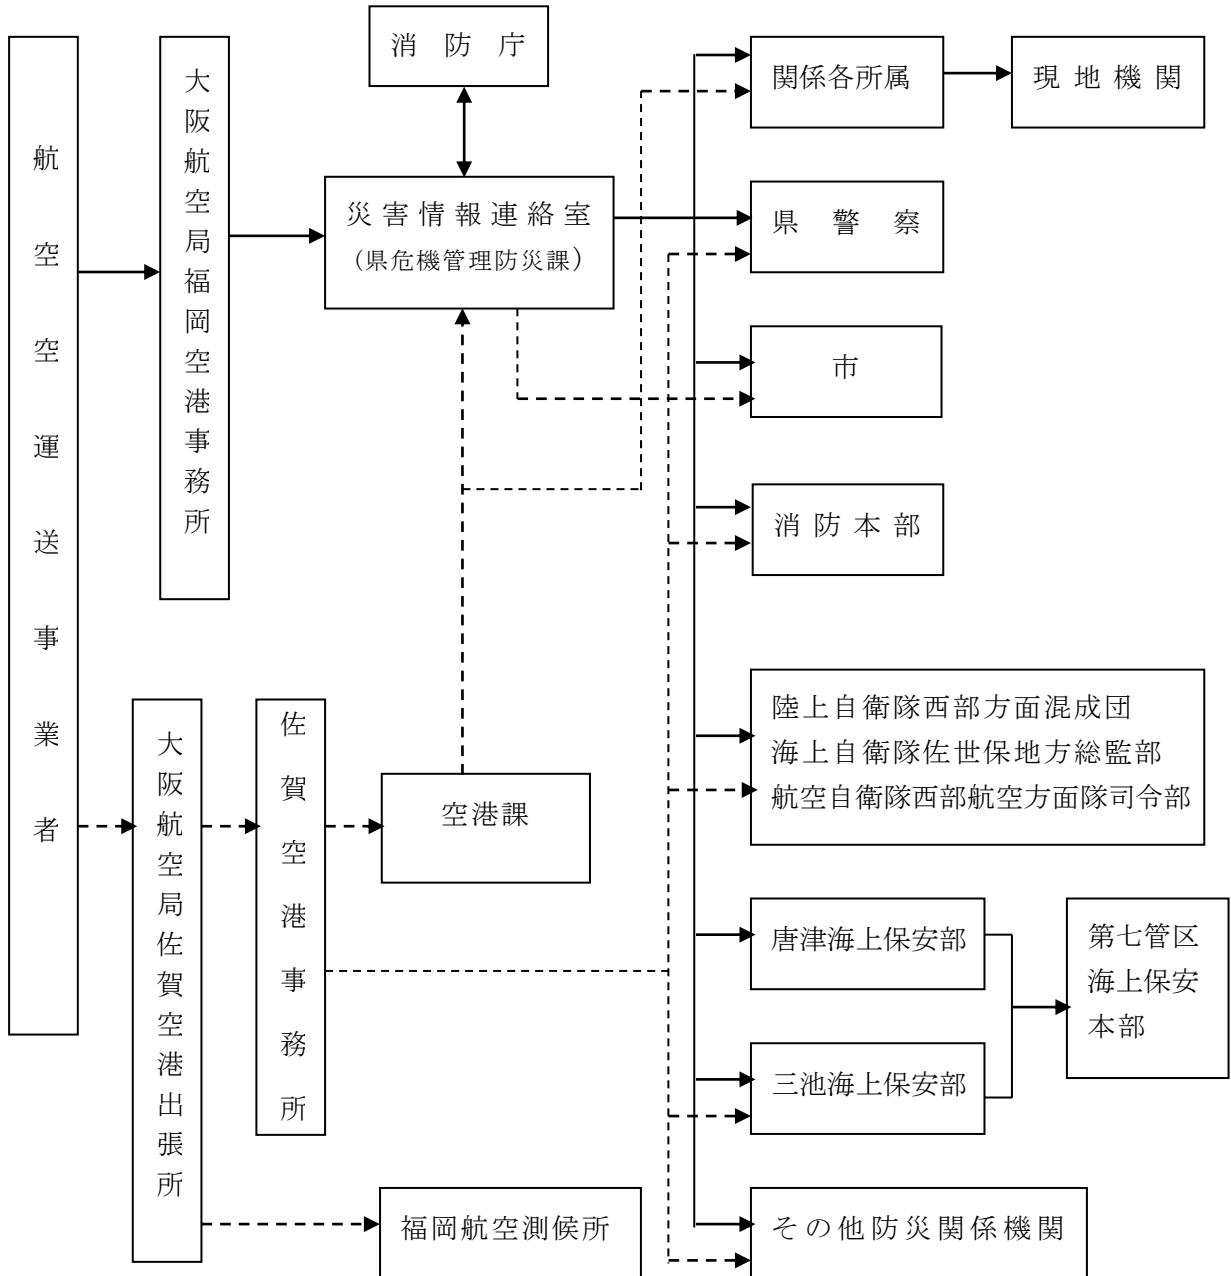 航空運送事業者
大阪航空局福岡空港事務所
消防庁
災害情報連絡室
(県危機管理防災課)
関係各所属
現地機関
県警察
市
消防本部
大阪航空局佐賀空港出張所
佐賀空港事務所
空港課
福岡航空測候所
陸上自衛隊西部方面混成団
海上自衛隊佐世保地方総監部
航空自衛隊西部航空方面隊司令部
唐津海上保安部
三池海上保安部
第七管区
海上保安
本部
その他防災関係機関